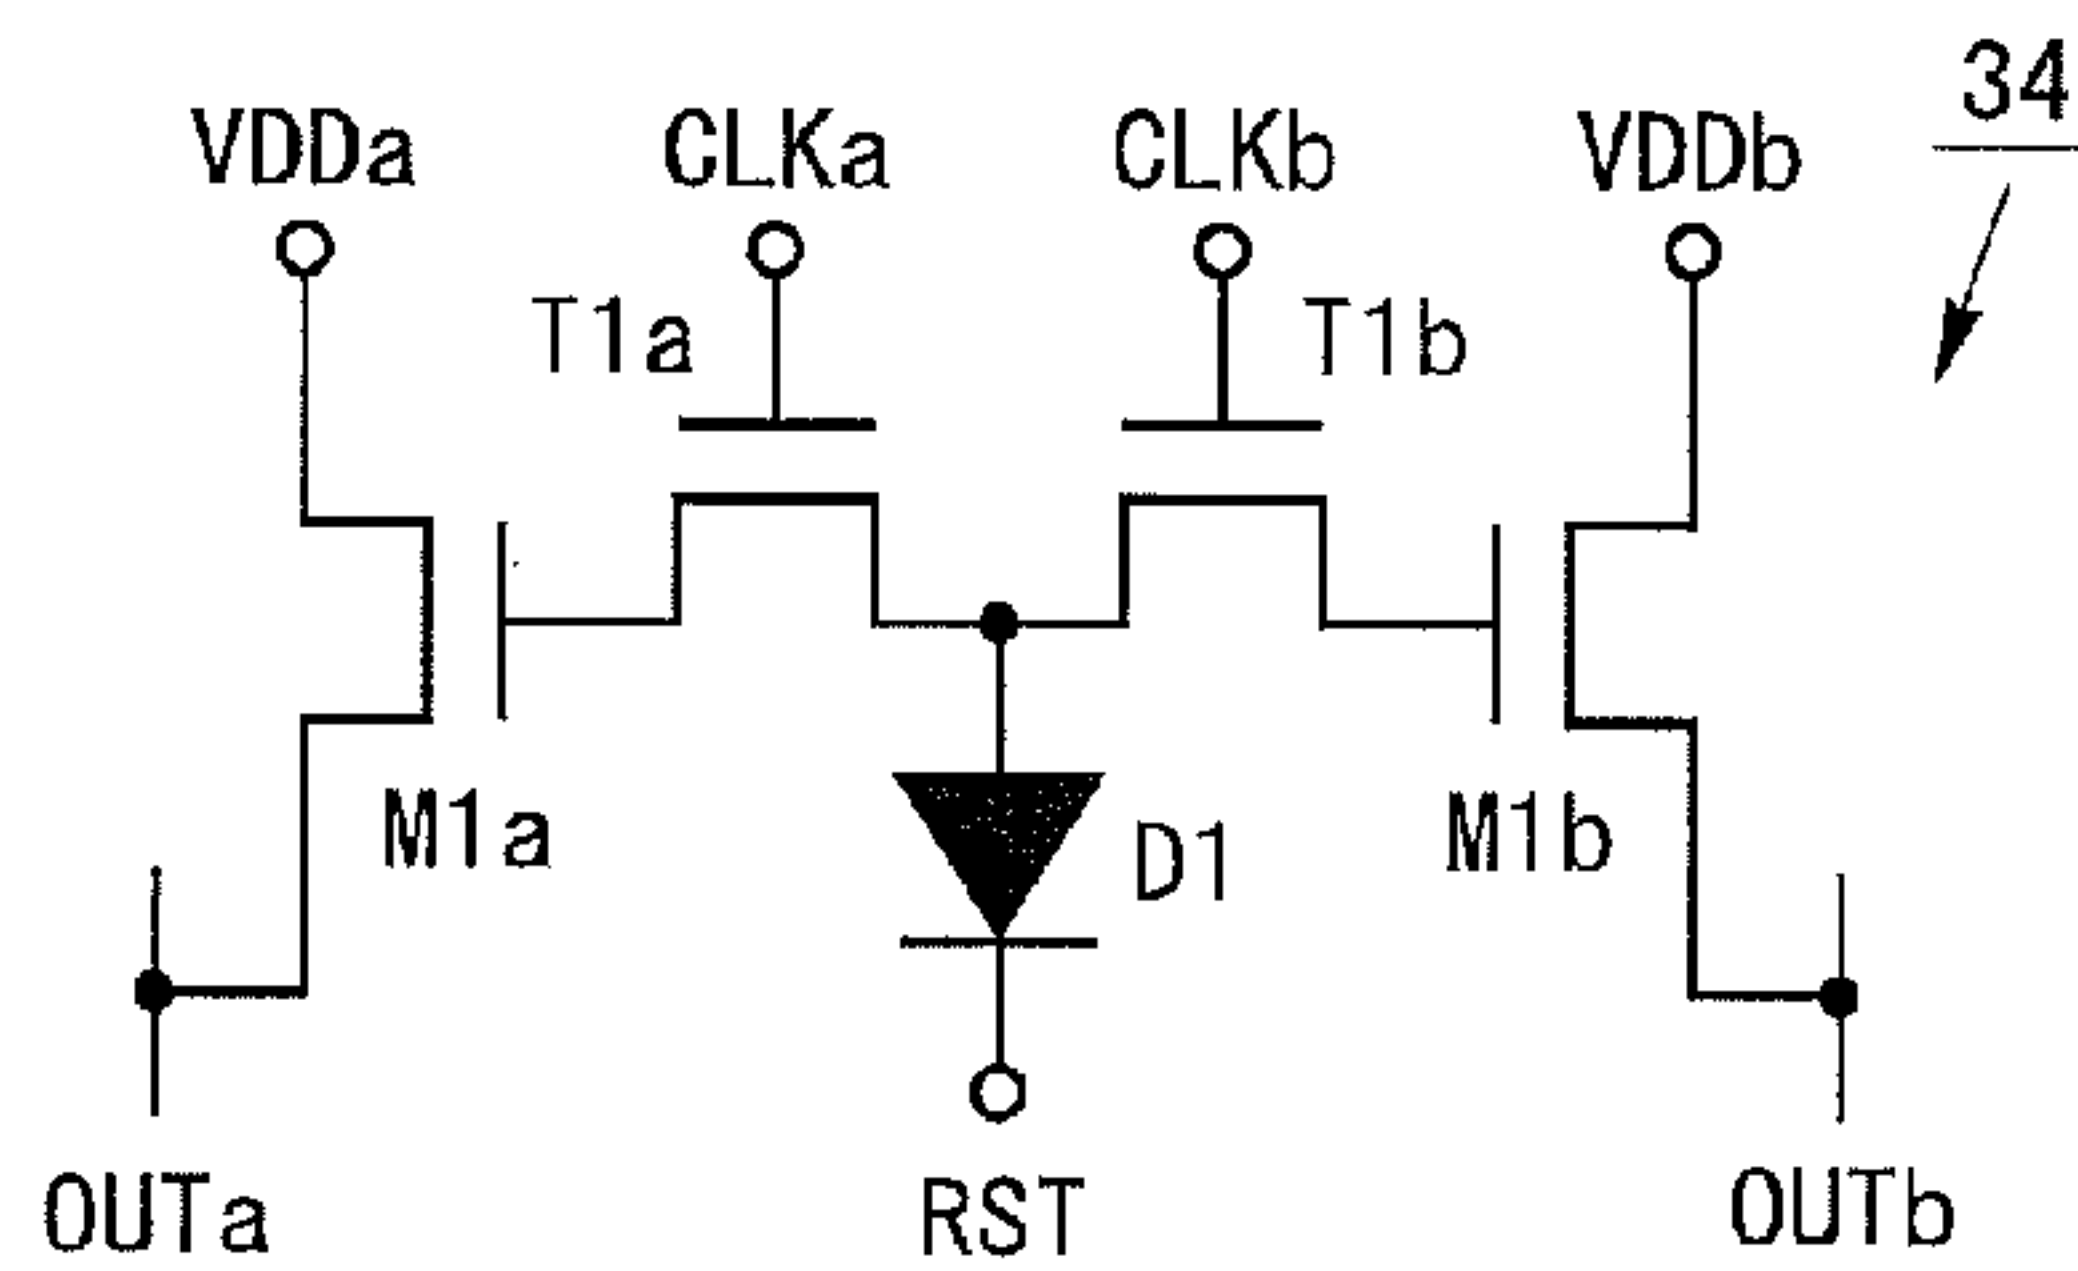 34
VDDa CLKa CLKb VDDb
T1a T1b
M1a D1 M1b
OUTa RST OUTb